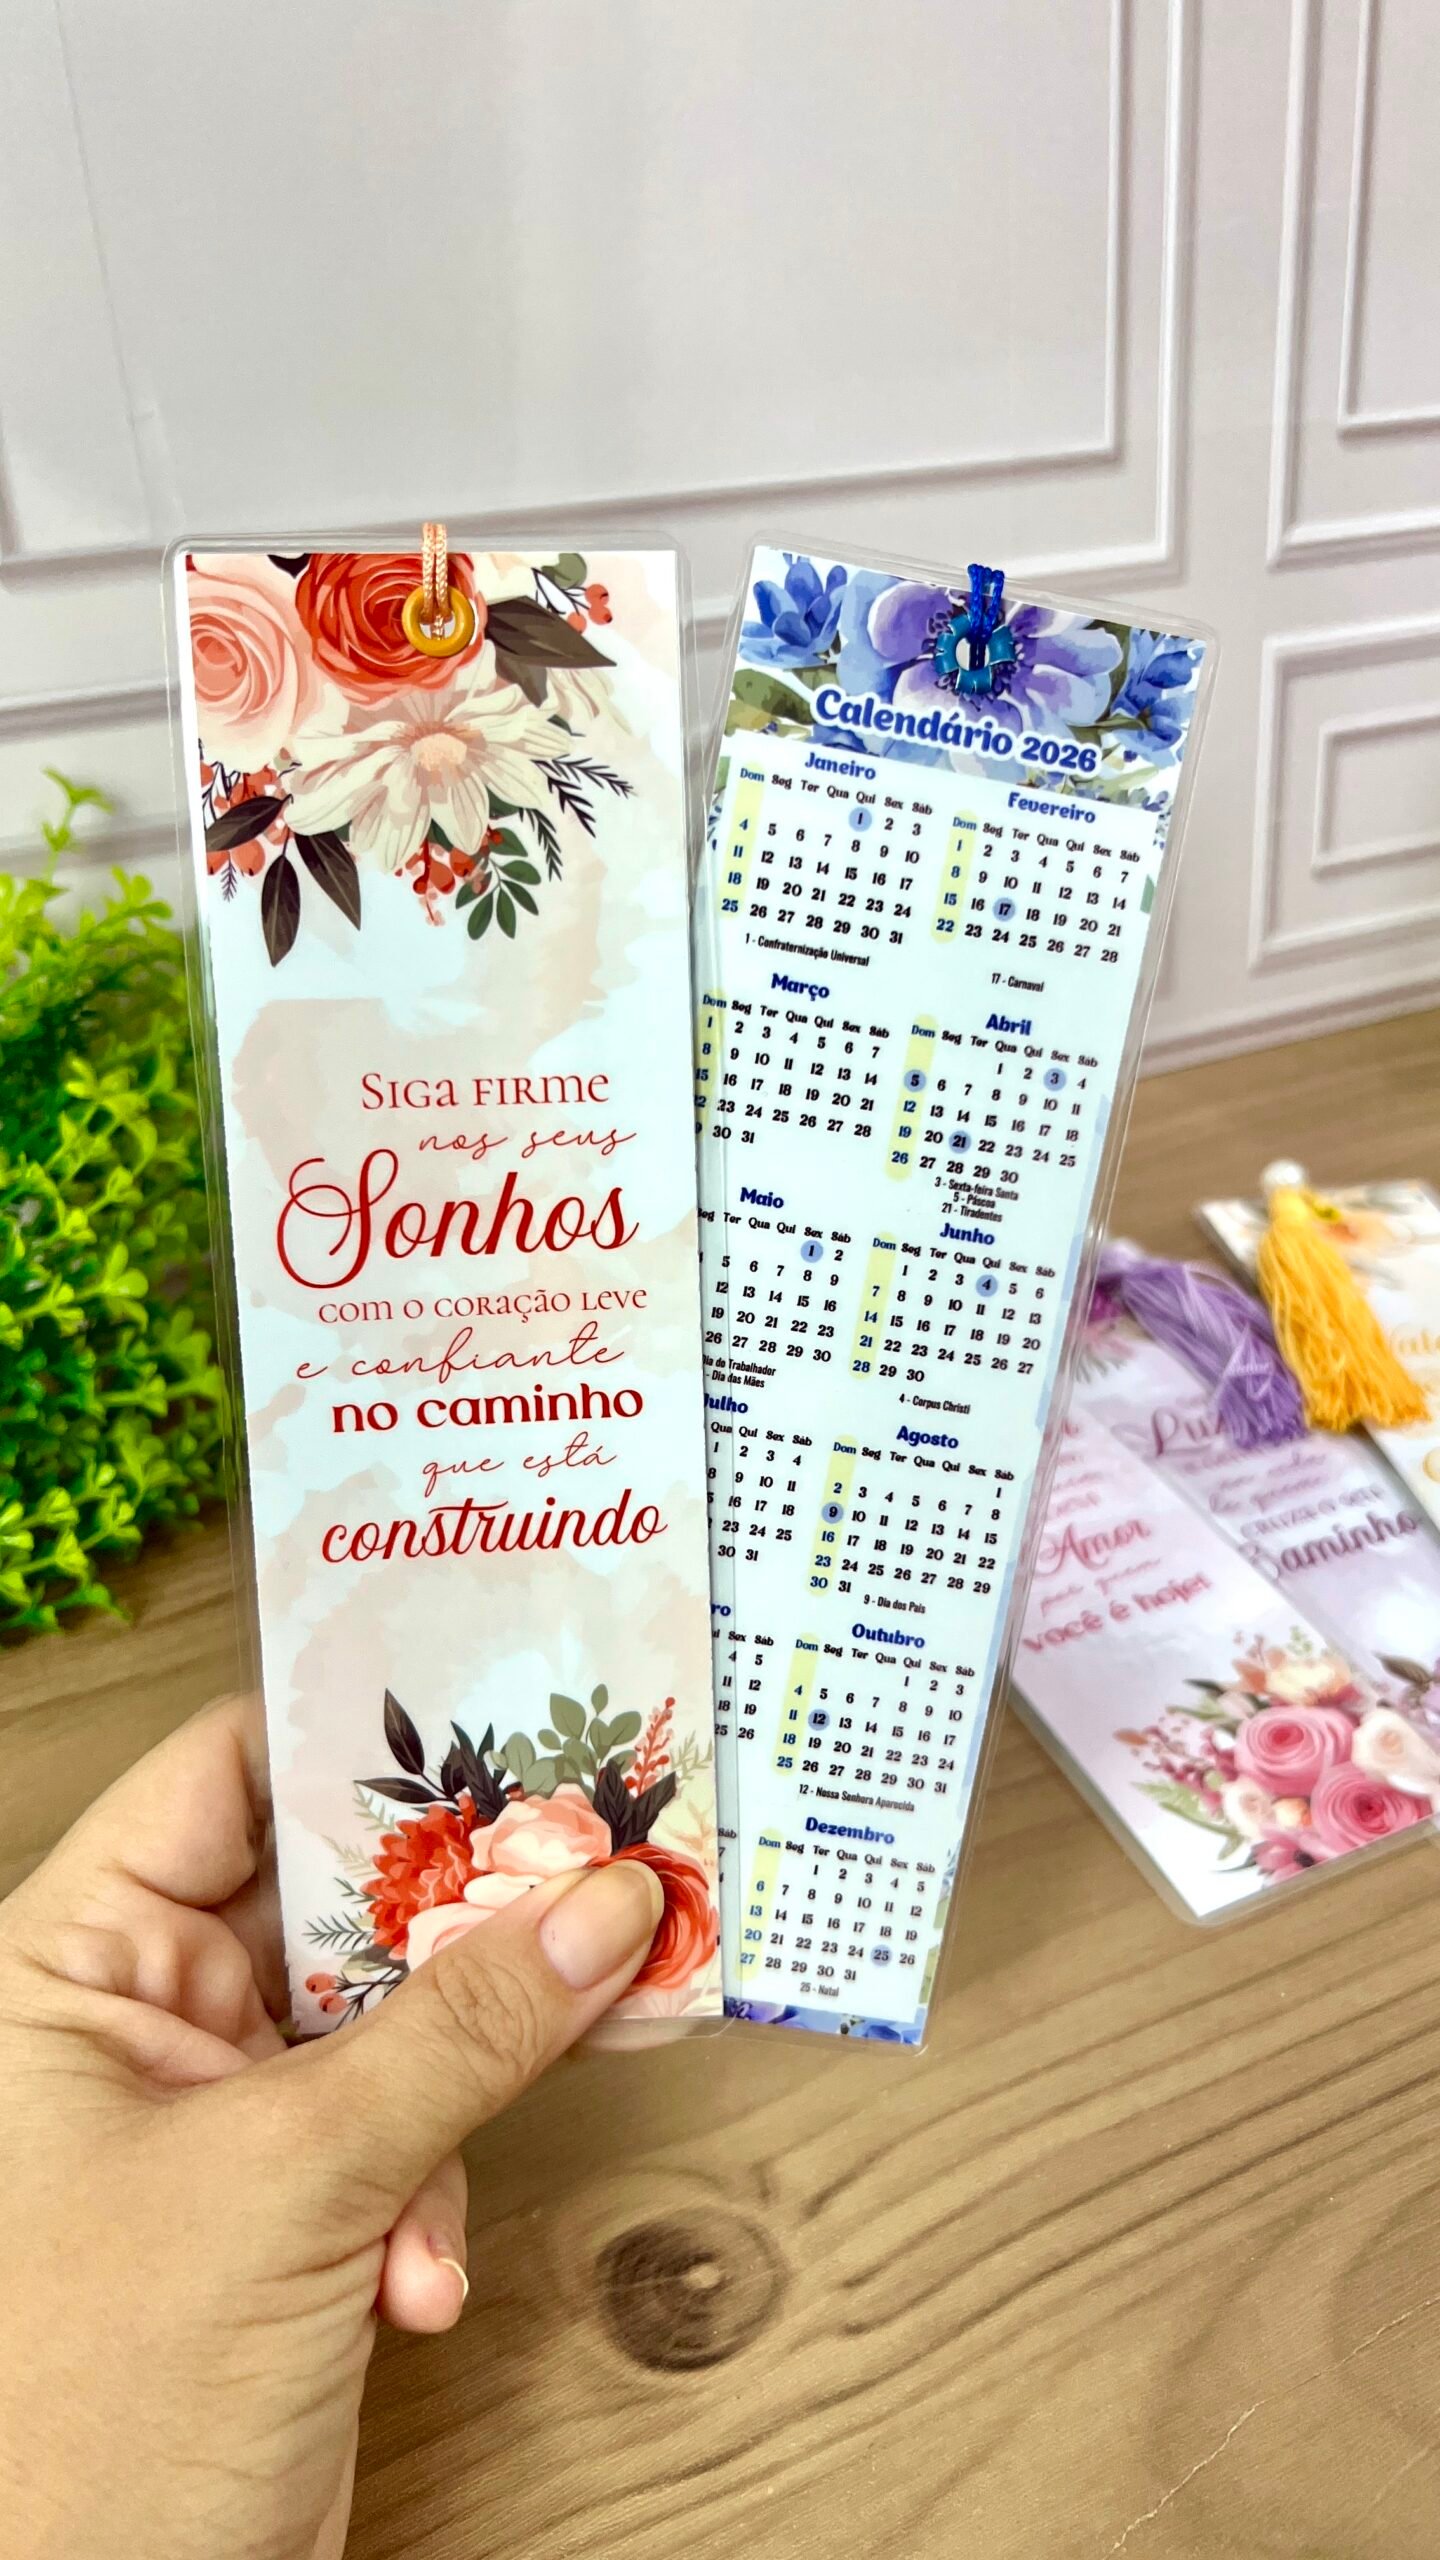 Siga firme
nos seus
Sonhos
com o coração leve
e confiante
no caminho
que está
construindo
Calendário 2026
Janeiro
Dom Seg Ter Qua Qui Sex Sáb
1 2 3
4 5 6 7 8 9 10
11 12 13 14 15 16 17
18 19 20 21 22 23 24
25 26 27 28 29 30 31
1 - Confraternização Universal
Fevereiro
Dom Seg Ter Qua Qui Sex Sáb
1 2 3 4 5 6 7
8 9 10 11 12 13 14
15 16 17 18 19 20 21
22 23 24 25 26 27 28
17 - Carnaval
Março
Dom Seg Ter Qua Qui Sex Sáb
1 2 3 4 5 6 7
8 9 10 11 12 13 14
15 16 17 18 19 20 21
23 24 25 26 27 28
30 31
Abril
Dom Seg Ter Qua Qui Sex Sáb
1 2 3 4
5 6 7 8 9 10 11
12 13 14 15 16 17 18
19 20 21 22 23 24 25
26 27 28 29 30
3 - Sexta-feira Santa
5 - Páscoa
21 - Tiradentes
Maio
Ter Qua Qui Sex Sáb
1 2
5 6 7 8 9
12 13 14 15 16
19 20 21 22 23
26 27 28 29 30
Dia do Trabalhador
- Dia das Mães
Junho
Dom Seg Ter Qua Qui Sex Sáb
1 2 3 4 5 6
7 8 9 10 11 12 13
14 15 16 17 18 19 20
21 22 23 24 25 26 27
28 29 30
4 - Corpus Christi
Julho
Qua Qui Sex Sáb
1 2 3 4
8 9 10 11
16 17 18
23 24 25
30 31
Agosto
Dom Seg Ter Qua Qui Sex Sáb
1
2 3 4 5 6 7 8
9 10 11 12 13 14 15
16 17 18 19 20 21 22
23 24 25 26 27 28 29
30 31
9 - Dia dos Pais
Sex Sáb
4 5
11 12
18 19
25 26
Outubro
Dom Seg Ter Qua Qui Sex Sáb
1 2 3
4 5 6 7 8 9 10
11 12 13 14 15 16 17
18 19 20 21 22 23 24
25 26 27 28 29 30 31
12 - Nossa Senhora Aparecida
Sáb
Dezembro
Dom Seg Ter Qua Qui Sex Sáb
1 2 3 4 5
6 7 8 9 10 11 12
13 14 15 16 17 18 19
20 21 22 23 24 25 26
27 28 29 30 31
25 - Natal
Amor
você é hoje!
Caminho